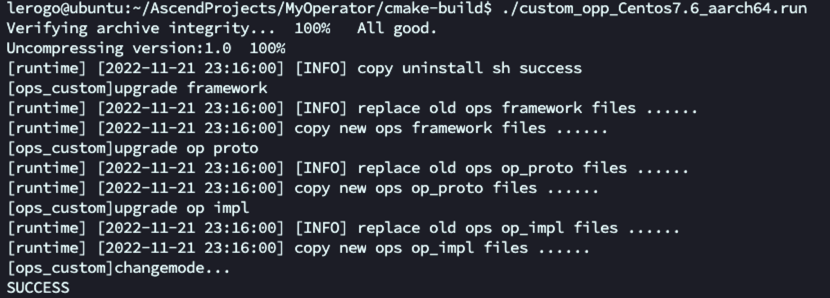 lerogo@ubuntu:~/AscendProjects/MyOperator/cmake-build$ ./custom_opp_Centos7.6_aarch64.run
Verifying archive integrity...  100%   All good.
Uncompressing version:1.0  100%
[runtime] [2022-11-21 23:16:00] [INFO] copy uninstall sh success
[ops_custom]upgrade framework
[runtime] [2022-11-21 23:16:00] [INFO] replace old ops framework files ......
[runtime] [2022-11-21 23:16:00] copy new ops framework files ......
[ops_custom]upgrade op proto
[runtime] [2022-11-21 23:16:00] [INFO] replace old ops op_proto files ......
[runtime] [2022-11-21 23:16:00] copy new ops op_proto files ......
[ops_custom]upgrade op impl
[runtime] [2022-11-21 23:16:00] [INFO] replace old ops op_impl files ......
[runtime] [2022-11-21 23:16:00] copy new ops op_impl files ......
[ops_custom]changemode...
SUCCESS